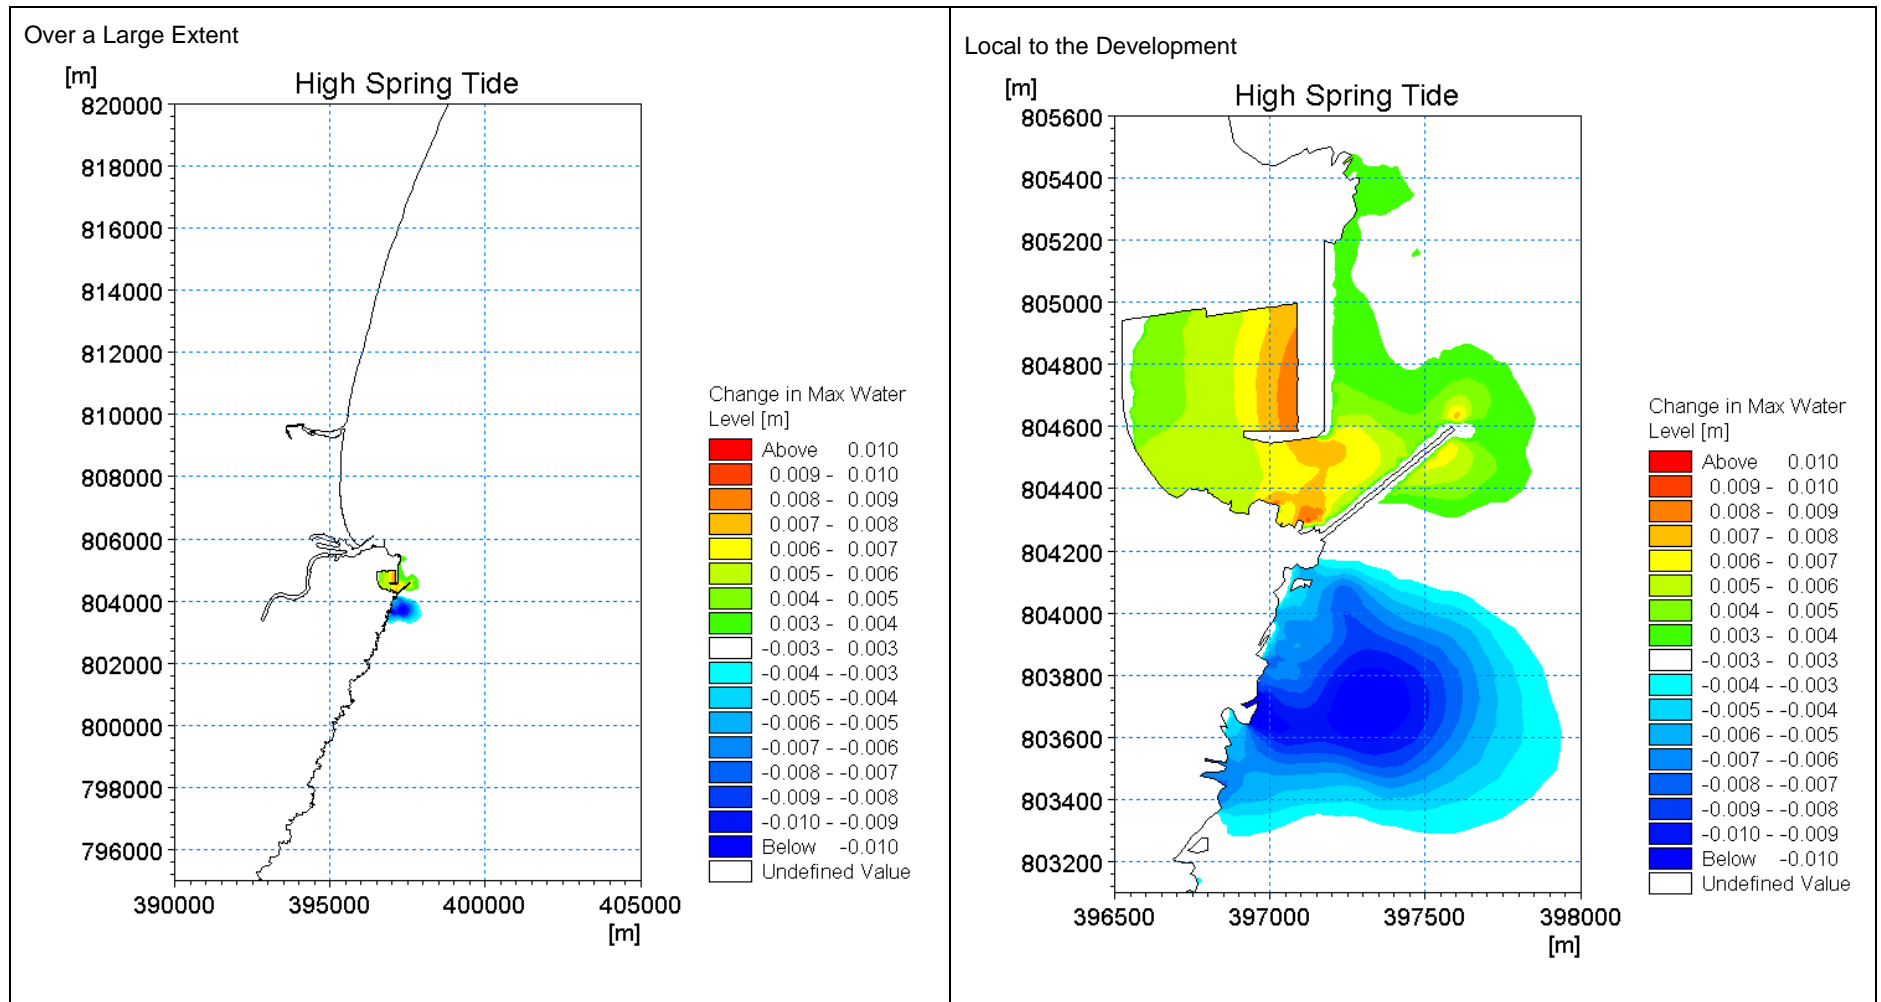 Over a Large Extent
[m]
High Spring Tide
820000
818000
816000
814000
812000
810000
808000
806000
804000
802000
800000
798000
796000
390000 395000 400000 405000
[m]
Change in Max Water
Level [m]
Above 0.010
0.009 - 0.010
0.008 - 0.009
0.007 - 0.008
0.006 - 0.007
0.005 - 0.006
0.004 - 0.005
0.003 - 0.004
-0.003 - 0.003
-0.004 - -0.003
-0.005 - -0.004
-0.006 - -0.005
-0.007 - -0.006
-0.008 - -0.007
-0.009 - -0.008
-0.010 - -0.009
Below -0.010
Undefined Value
Local to the Development
[m]
High Spring Tide
805600
805400
805200
805000
804800
804600
804400
804200
804000
803800
803600
803400
803200
396500 397000 397500 398000
[m]
Change in Max Water
Level [m]
Above 0.010
0.009 - 0.010
0.008 - 0.009
0.007 - 0.008
0.006 - 0.007
0.005 - 0.006
0.004 - 0.005
0.003 - 0.004
-0.003 - 0.003
-0.004 - -0.003
-0.005 - -0.004
-0.006 - -0.005
-0.007 - -0.006
-0.008 - -0.007
-0.009 - -0.008
-0.010 - -0.009
Below -0.010
Undefined Value